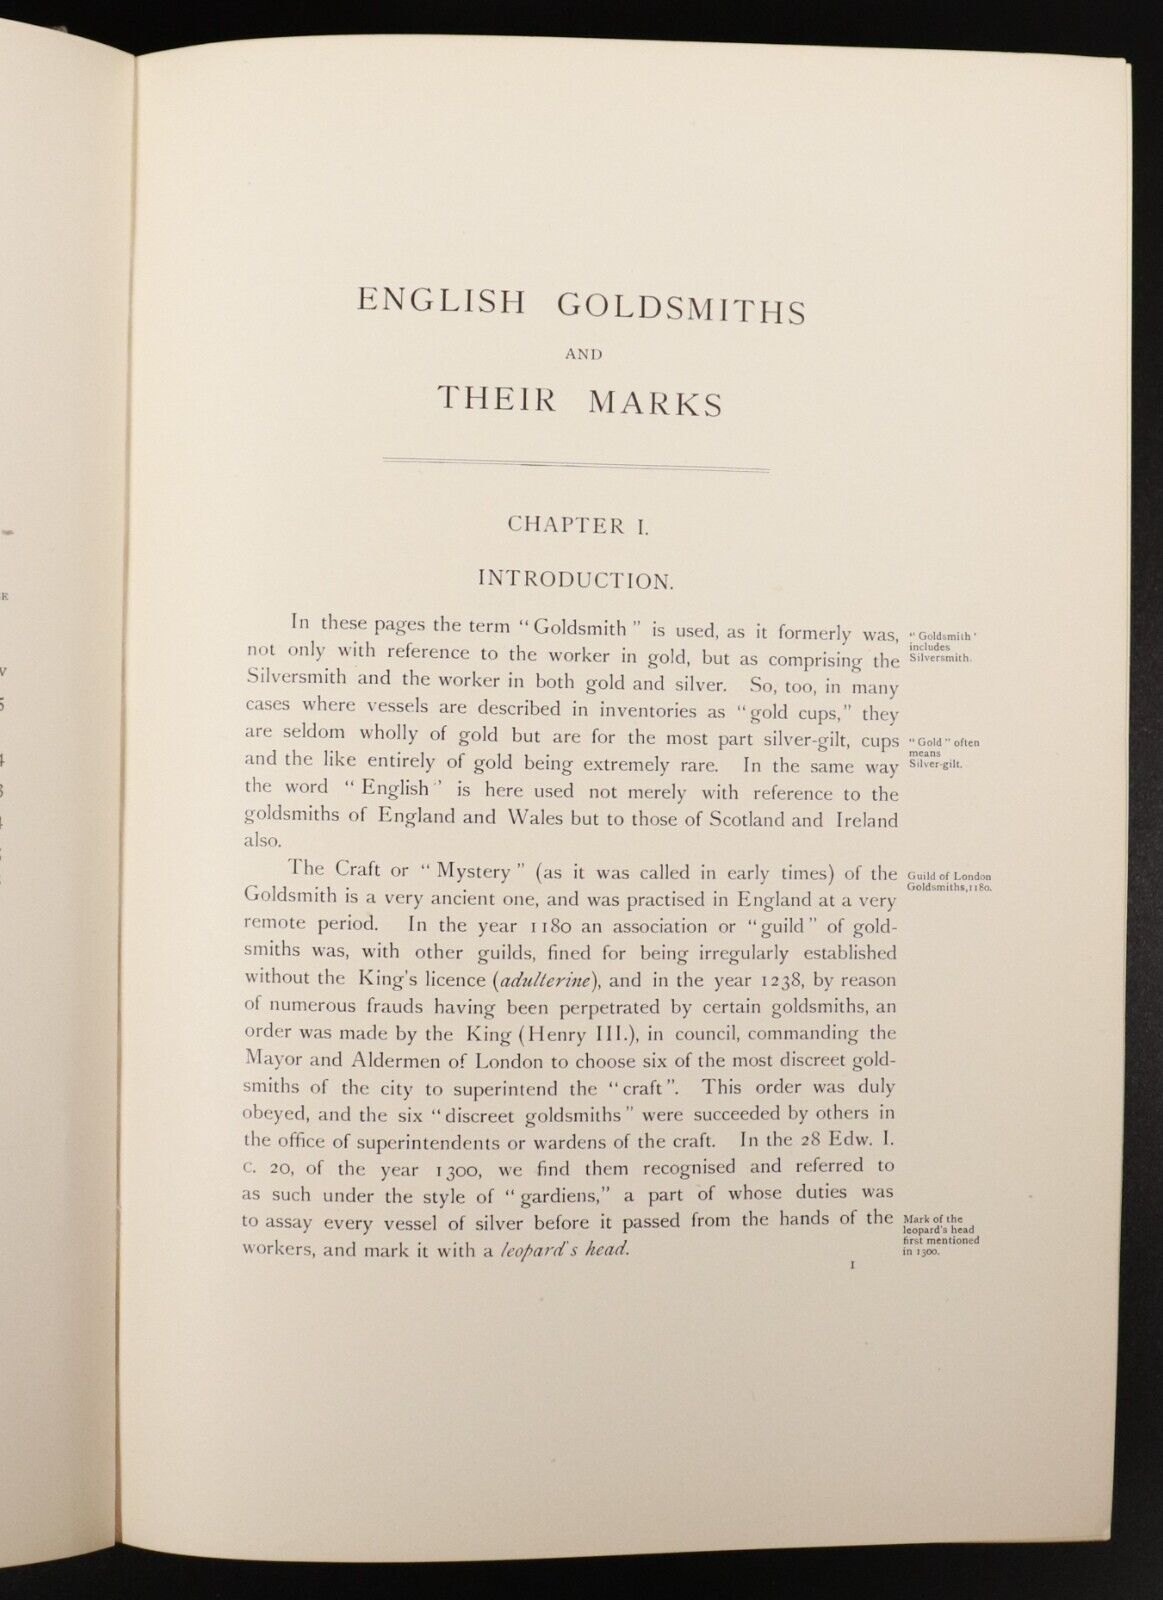 ENGLISH GOLDSMITHS
AND
THEIR MARKS
CHAPTER I.
INTRODUCTION.
In these pages the term “Goldsmith” is used, as it formerly was,
not only with reference to the worker in gold, but as comprising the
Silversmith and the worker in both gold and silver. So, too, in many
cases where vessels are described in inventories as “gold cups,” they
are seldom wholly of gold but are for the most part silver-gilt, cups
and the like entirely of gold being extremely rare. In the same way
the word “English” is here used not merely with reference to the
goldsmiths of England and Wales but to those of Scotland and Ireland
also.
“Goldsmith’
includes
Silversmith.
“Gold” often
means
Silver-gilt.
The Craft or “Mystery” (as it was called in early times) of the
Goldsmith is a very ancient one, and was practised in England at a very
remote period. In the year 1180 an association or “guild” of gold-
smiths was, with other guilds, fined for being irregularly established
without the King’s licence (adulterine), and in the year 1238, by reason
of numerous frauds having been perpetrated by certain goldsmiths, an
order was made by the King (Henry III.), in council, commanding the
Mayor and Aldermen of London to choose six of the most discreet gold-
smiths of the city to superintend the “craft”. This order was duly
obeyed, and the six “discreet goldsmiths” were succeeded by others in
the office of superintendents or wardens of the craft. In the 28 Edw. I.
c. 20, of the year 1300, we find them recognised and referred to
as such under the style of “gardiens,” a part of whose duties was
to assay every vessel of silver before it passed from the hands of the
workers, and mark it with a leopard’s head.
Guild of London
Goldsmiths, 1180.
Mark of the
leopard’s head
first mentioned
in 1300.
1